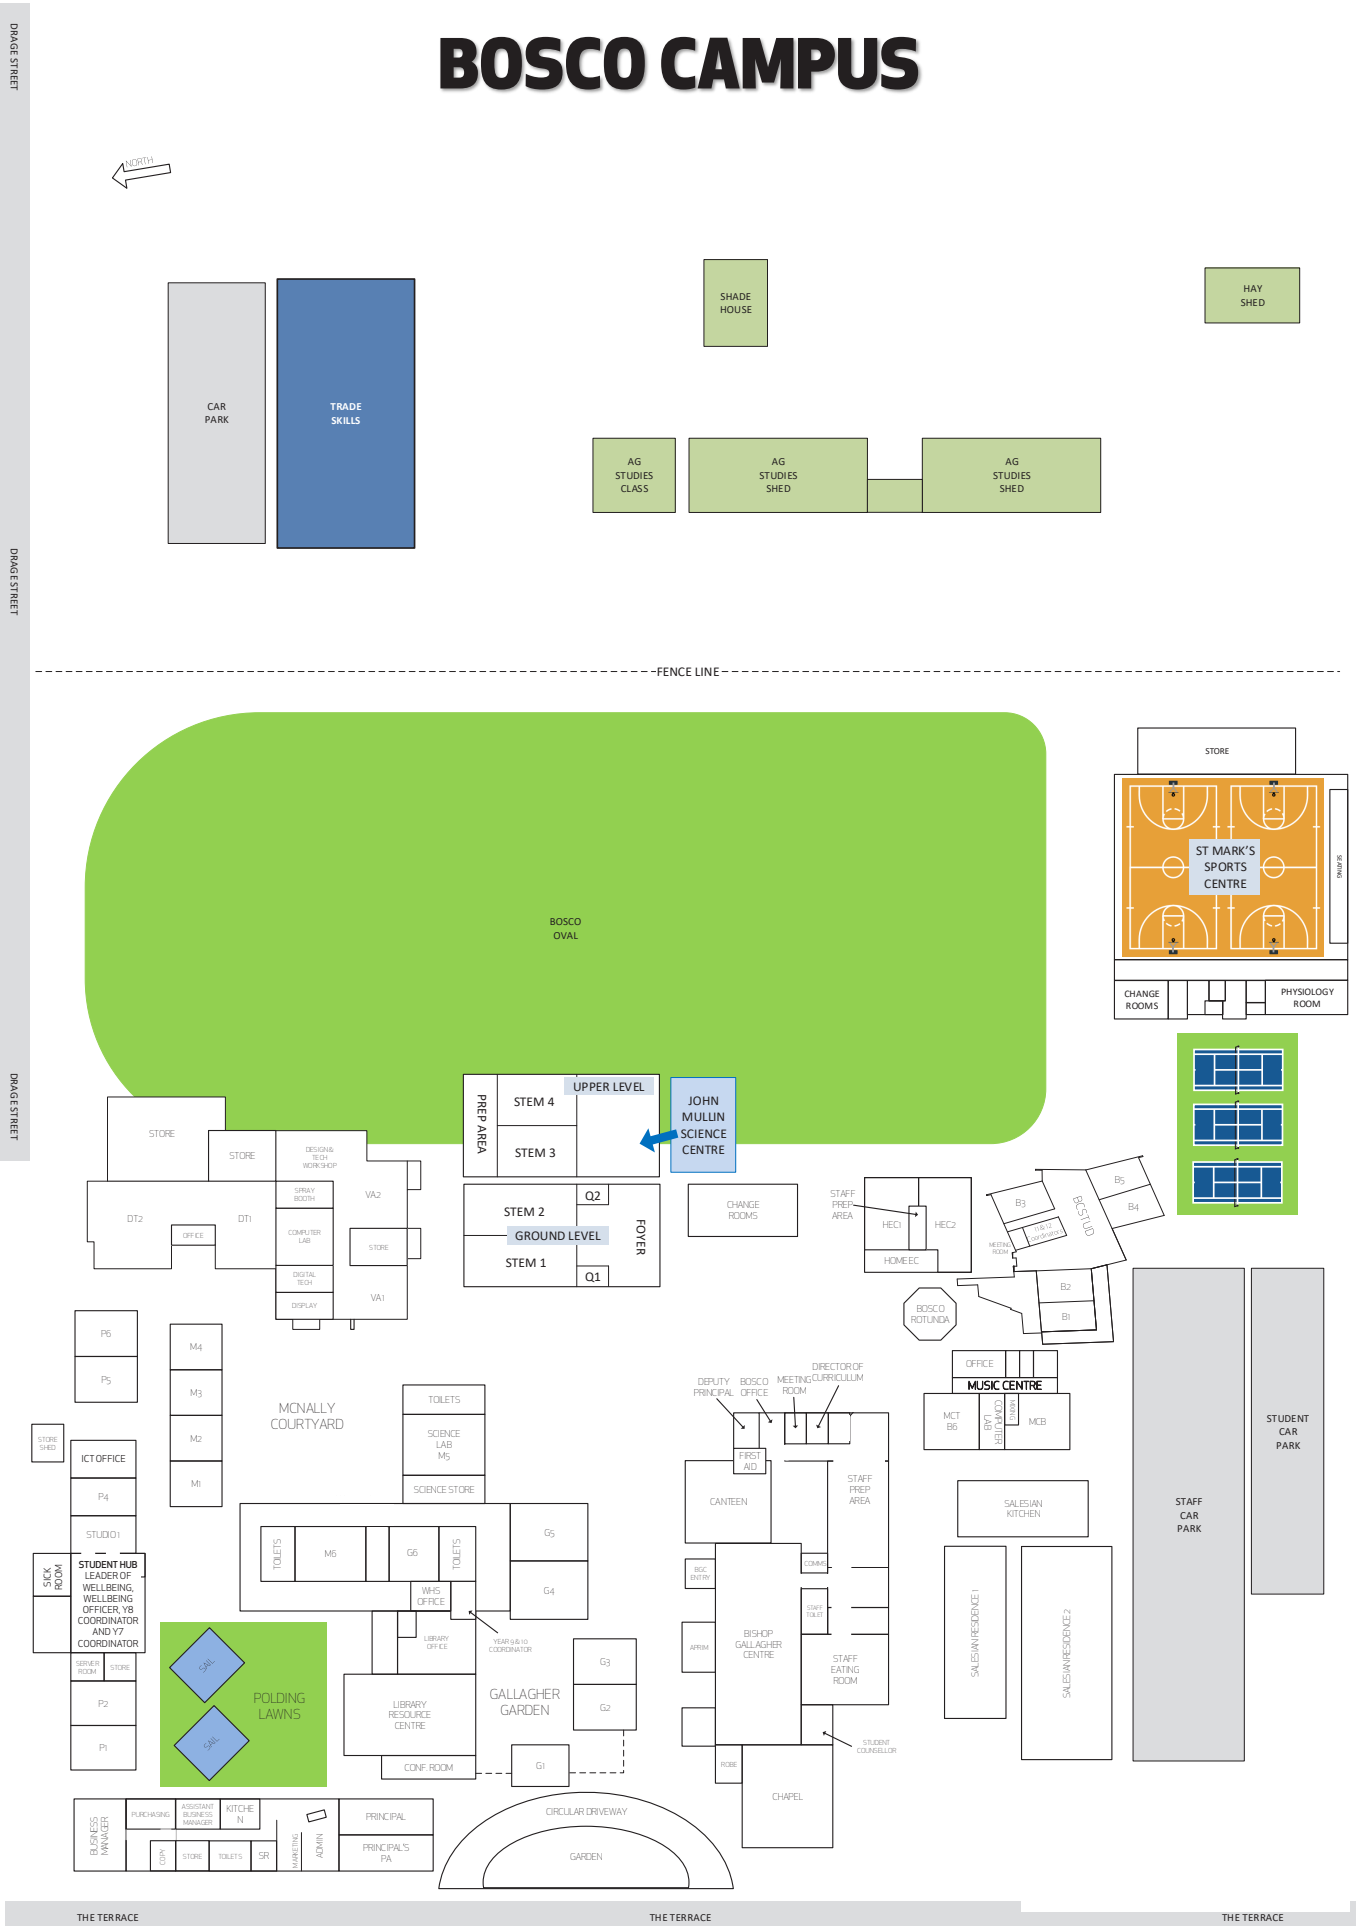 BOSCO CAMPUS
DRAGE STREET
NORTH
SHADE
HOUSE
HAY
SHED
CAR
PARK
TRADE
SKILLS
AG
STUDIES
CLASS
AG
STUDIES
SHED
AG
STUDIES
SHED
DRAGE STREET
FENCE LINE
STORE
ST MARK'S
SPORTS
CENTRE
SEATING
BOSCO
OVAL
CHANGE
ROOMS
PHYSIOLOGY
ROOM
DRAGE STREET
UPPER LEVEL
PREP AREA
STEM 4
STEM 3
JOHN
MULLIN
SCIENCE
CENTRE
STEM 2
Q2
GROUND LEVEL
FOYER
STEM 1
Q1
STORE
STORE
DESIGN &
TECH
WORKSHOP
SPRAY
BOOTH
VA2
DT2
DT1
OFFICE
COMPUTER
LAB
STORE
DIGITAL
TECH
DISPLAY
VA1
CHANGE
ROOMS
STAFF
PREP
AREA
HEC1
HEC2
HOME EC
BOSCO
ROTUNDA
B3
11 & 12
Coordinators
MEETING
ROOM
BCSTUD
B5
B4
B2
B1
P6
P5
M4
M3
M2
M1
MCNALLY
COURTYARD
TOILETS
SCIENCE
LAB
M5
SCIENCE STORE
DEPUTY
PRINCIPAL
BOSCO
OFFICE
MEETING
ROOM
DIRECTOR OF
CURRICULUM
OFFICE
MUSIC CENTRE
MCT
B6
COMPUTER
LAB
MIXING
MCB
STUDENT
CAR
PARK
STAFF
CAR
PARK
STORE
SHED
ICT OFFICE
P4
STUDIO 1
SICK
ROOM
STUDENT HUB
LEADER OF
WELLBEING,
WELLBEING
OFFICER, Y8
COORDINATOR
AND Y7
COORDINATOR
SERVER
ROOM
STORE
P2
P1
TOILETS
M6
G6
TOILETS
G5
G4
WHS
OFFICE
LIBRARY
OFFICE
YEAR 9 & 10
COORDINATOR
G3
G2
G1
GALLAGHER
GARDEN
LIBRARY
RESOURCE
CENTRE
CONF. ROOM
SAIL
SAIL
POLDING
LAWNS
FIRST
AID
CANTEEN
STAFF
PREP
AREA
BGC
ENTRY
COMMS
STAFF
TOILET
APRIM
BISHOP
GALLAGHER
CENTRE
STAFF
EATING
ROOM
STUDENT
COUNSELLOR
ROBE
CHAPEL
SALESIAN
KITCHEN
SALESIAN RESIDENCE 1
SALESIAN RESIDENCE 2
BUSINESS
MANAGER
PURCHASING
ASSISTANT
BUSINESS
MANAGER
KITCHE
N
COPY
STORE
TOILETS
SR
MARKETING
ADMIN
PRINCIPAL
PRINCIPAL'S
PA
CIRCULAR DRIVEWAY
GARDEN
THE TERRACE
THE TERRACE
THE TERRACE